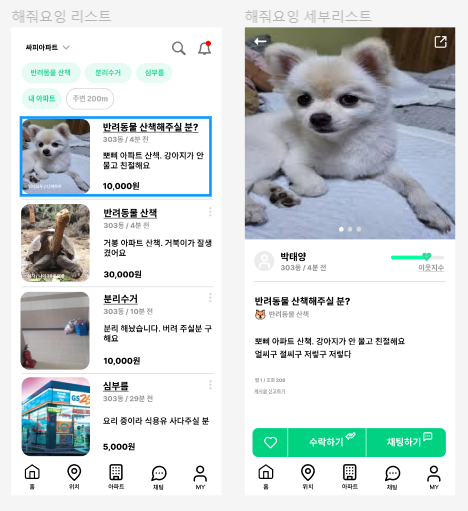 해줘요잉 리스트
싸피아파트
반려동물 산책 분리수거 심부름
내 아파트 주변 200m
반려동물 산책해주실 분?
303동 / 4분 전
뽀삐 아파트 산책. 강아지가 안
물고 친절해요
10,000원
반려동물 산책
303동 / 4분 전
거봉 아파트 산책. 거북이가 잘생
겼어요
30,000원
분리수거
303동 / 10분 전
분리 해놨습니다. 버려 주실분 구
해요
10,000원
심부름
303동 / 29분 전
요리 중이라 식용유 사다주실 분
5,000원
GS25
홈 위치 아파트 채팅 MY
해줘요잉 세부리스트
박태양
303동 / 4분 전
이웃지수
반려동물 산책해주실 분?
반려동물 산책
뽀삐 아파트 산책. 강아지가 안 물고 친절해요
얼씨구 절씨구 저렇구 저렇다
게시글 신고하기
수락하기 채팅하기
홈 위치 아파트 채팅 MY